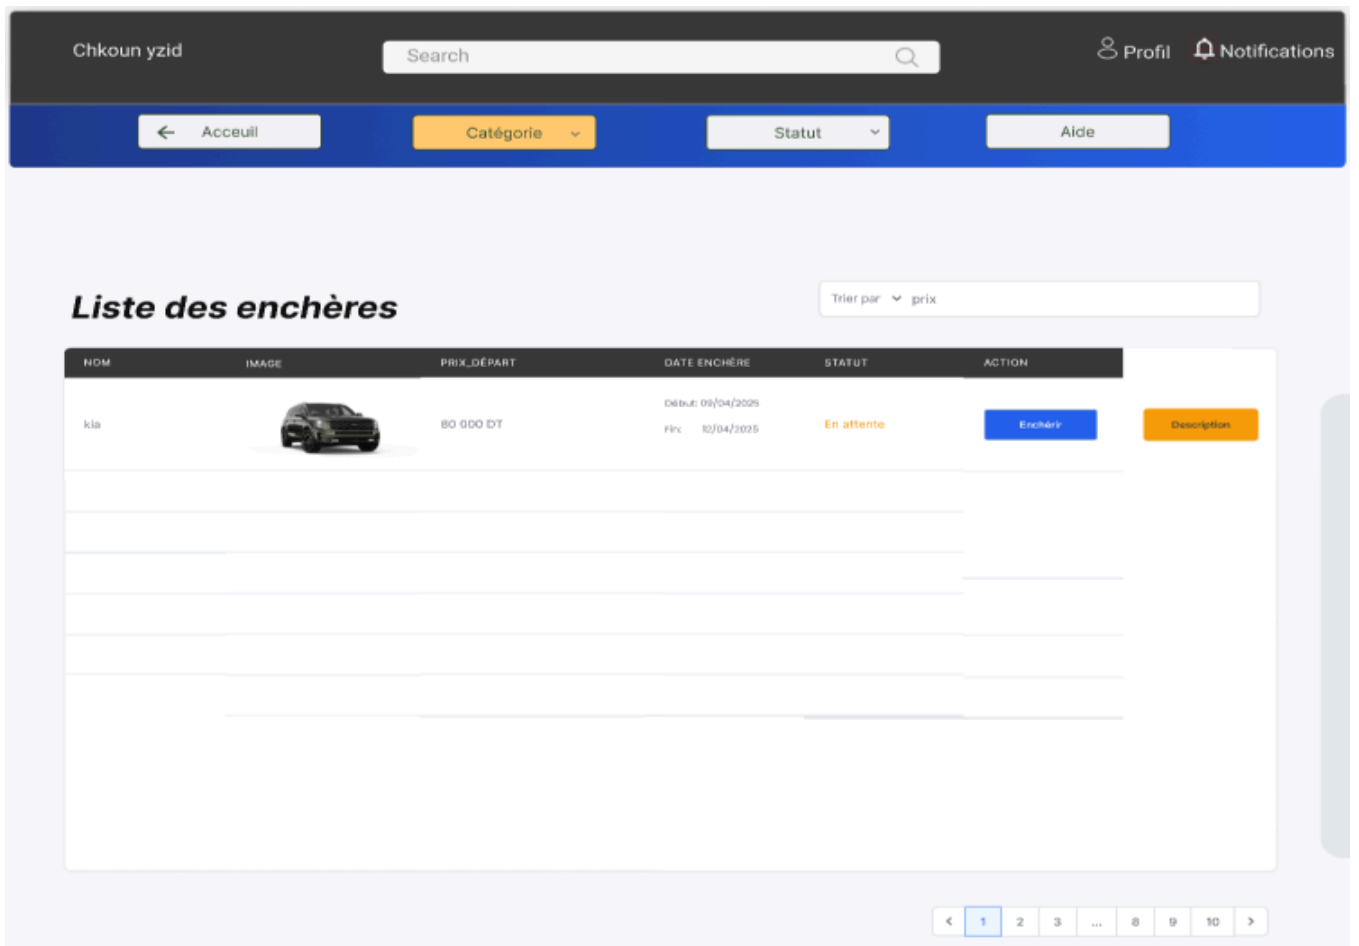 Chkoun yzid
Search
Profil
Notifications
Acceuil
Catégorie
Statut
Aide
Liste des enchères
Trier par prix
NOM IMAGE PRIX_DÉPART DATE ENCHÈRE STATUT ACTION
Début: 09/04/2025
kia 80 000 DT En attente Enchérir Description
Fin: 12/04/2025
< 1 2 3 ... 8 9 10 >